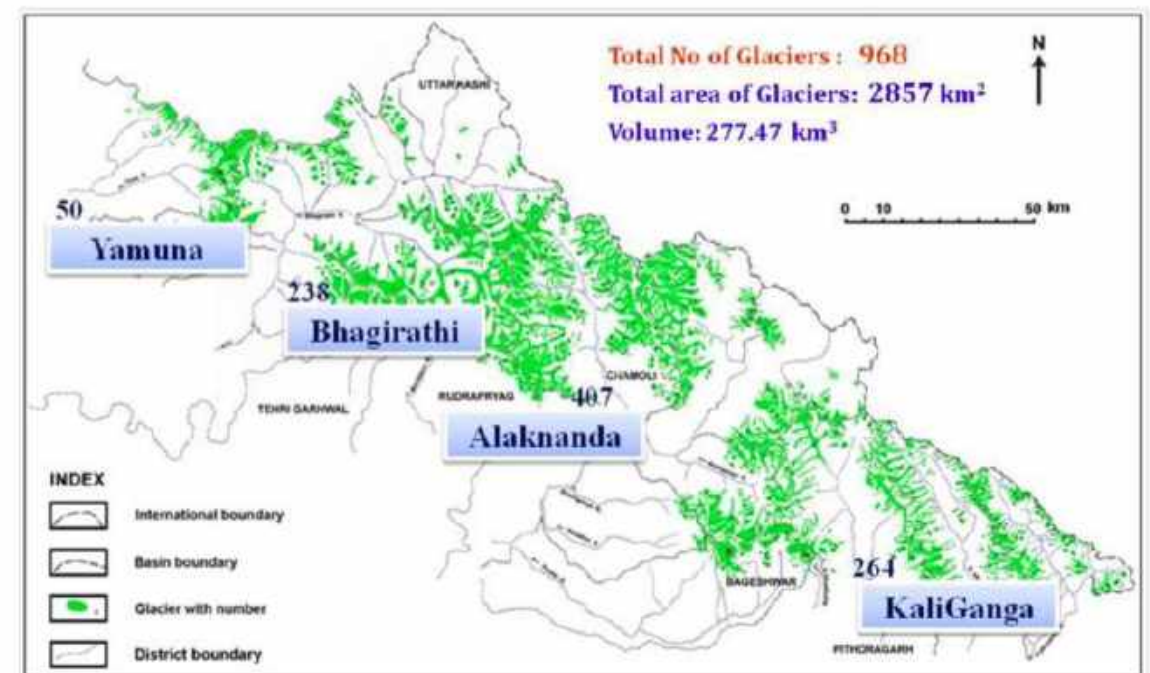 Total No of Glaciers : 968
Total area of Glaciers: 2857 km²
Volume: 277.47 km³
N
UTTARKASHI
0 10 50 km
50
Yamuna
238
Bhagirathi
CHAMOLI
RUDRAPRYAG
407
TEHRI GARHWAL
Alaknanda
INDEX
International boundary
Basin boundary
Glacier with number
District boundary
264
BAGESHWAR
KaliGanga
PITHORAGARH